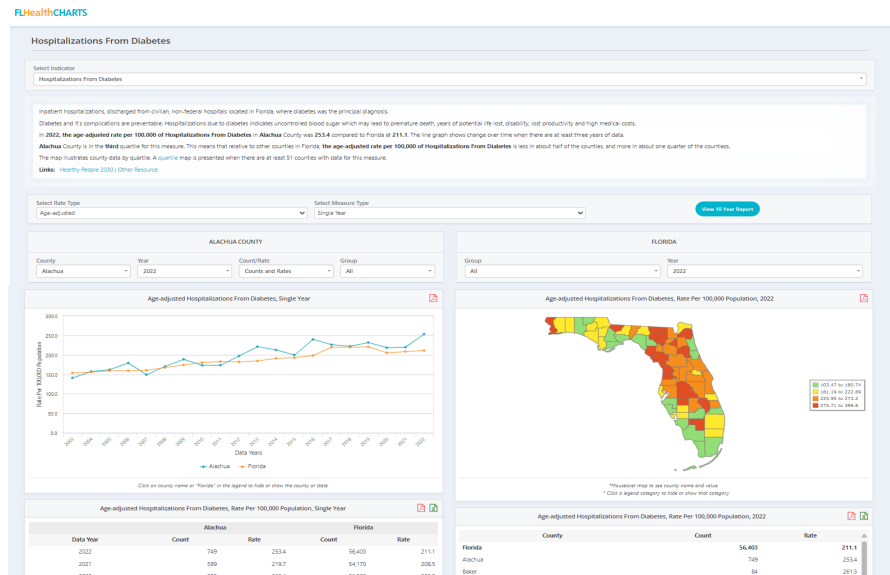 FLHealthCHARTS
Hospitalizations From Diabetes
Select Indicator
Hospitalizations From Diabetes
Inpatient hospitalizations, discharged from civilian, non-federal hospitals located in Florida, where diabetes was the principal diagnosis.
Diabetes and it's complications are preventable. Hospitalizations due to diabetes indicates uncontrolled blood sugar which may lead to premature death, years of potential life lost, disability, lost productivity and high medical costs.
In 2022, the age-adjusted rate per 100,000 of Hospitalizations From Diabetes in Alachua County was 253.4 compared to Florida at 211.1. The line graph shows change over time when there are at least three years of data.
Alachua County is in the third quartile for this measure. This means that relative to other counties in Florida, the age-adjusted rate per 100,000 of Hospitalizations From Diabetes is less in about half of the counties, and more in about one quarter of the countiess.
The map illustrates county data by quartile. A quartile map is presented when there are at least 51 counties with data for this measure.
Links: Healthy People 2030 | Other Resource
Select Rate Type
Select Measure Type
Age-adjusted
Single Year
View 10 Year Report
ALACHUA COUNTY
FLORIDA
County Year Count/Rate Group
Alachua 2022 Counts and Rates All
Group Year
All 2022
Age-adjusted Hospitalizations From Diabetes, Single Year
300.0
250.0
200.0
150.0
100.0
50.0
0.0
Rate Per 100,000 Population
2003 2004 2005 2006 2007 2008 2009 2010 2011 2012 2013 2014 2015 2016 2017 2018 2019 2020 2021 2022
Data Years
Alachua Florida
Click on county name or "Florida" in the legend to hide or show the county or state.
Age-adjusted Hospitalizations From Diabetes, Rate Per 100,000 Population, 2022
103.47 to 180.74
181.19 to 222.89
*Mouseover map to see county name and value.
* Click a legend category to hide or show that category.
Age-adjusted Hospitalizations From Diabetes, Rate Per 100,000 Population, Single Year
Alachua Florida
Data Year Count Rate Count Rate
2022 749 253.4 56,403 211.1
2021 599 219.7 54,170 208.5
Age-adjusted Hospitalizations From Diabetes, Rate Per 100,000 Population, 2022
County Count Rate
Florida 56,403 211.1
Alachua 749 253.4
Baker 84 261.5